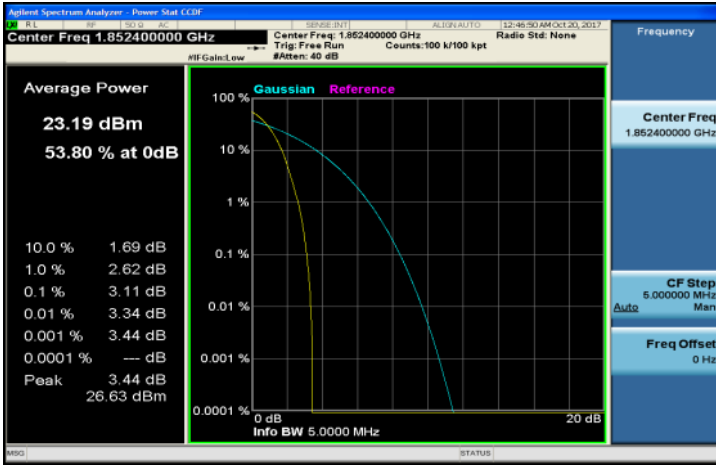 Agilent Spectrum Analyzer - Power Stat CCDF
RL RF 50 Ω AC SENSE:INT ALIGN AUTO 12:46:50 AM Oct 20, 2017
Center Freq 1.852400000 GHz
Center Freq: 1.852400000 GHz Radio Std: None
Trig: Free Run Counts:100 k/100 kpt
#IFGain:Low #Atten: 40 dB
Frequency
Average Power
23.19 dBm
53.80 % at 0dB
10.0 % 1.69 dB
1.0 % 2.62 dB
0.1 % 3.11 dB
0.01 % 3.34 dB
0.001 % 3.44 dB
0.0001 % --- dB
Peak 3.44 dB
26.63 dBm
Gaussian Reference
100 %
10 %
1 %
0.1 %
0.01 %
0.001 %
0.0001 %
0 dB 20 dB
Info BW 5.0000 MHz
Center Freq
1.852400000 GHz
CF Step
5.000000 MHz
Auto Man
Freq Offset
0 Hz
MSG STATUS